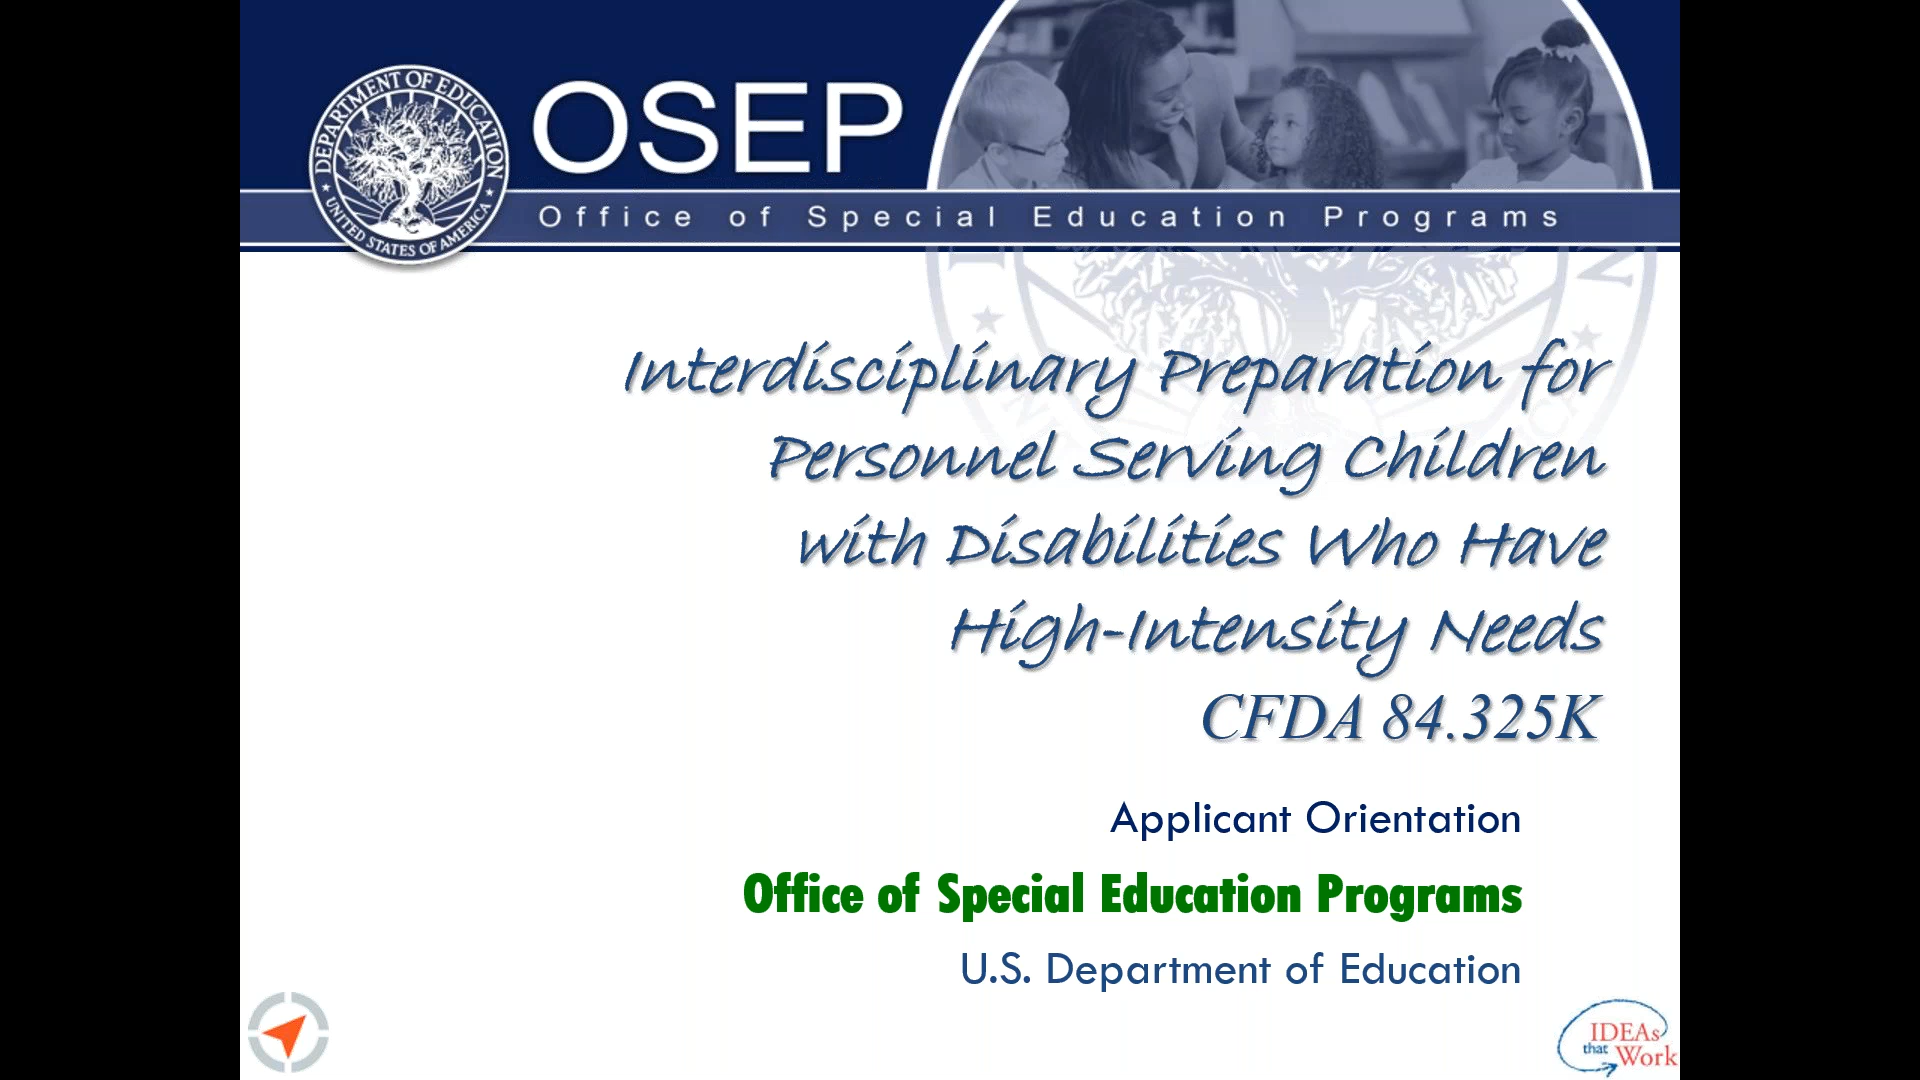 DEPARTMENT OF EDUCATION
UNITED STATES OF AMERICA
OSEP
Office of Special Education Programs
Interdisciplinary Preparation for
Personnel Serving Children
with Disabilities Who Have
High-Intensity Needs
CFDA 84.325K
Applicant Orientation
Office of Special Education Programs
U.S. Department of Education
IDEAs
that Work